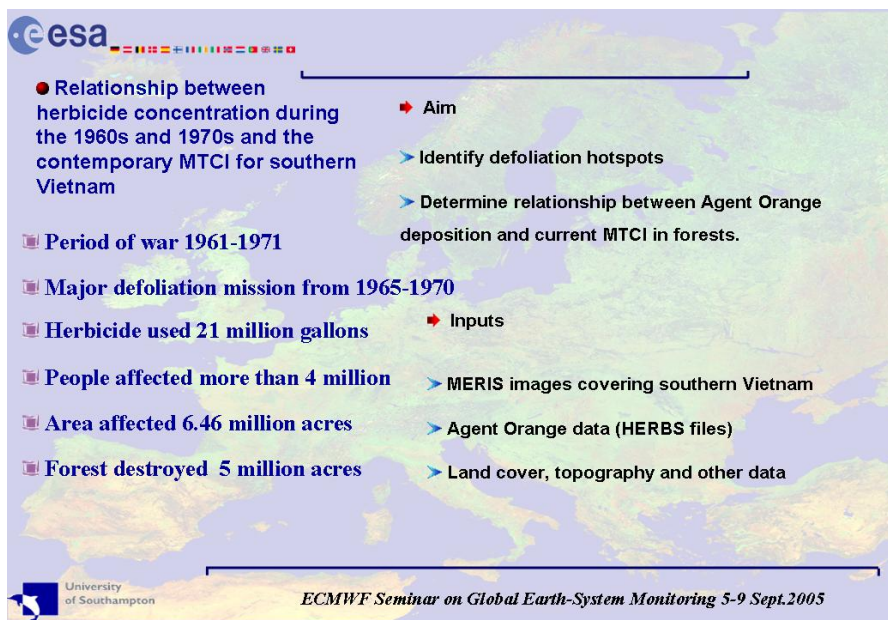 esa
Relationship between
herbicide concentration during
the 1960s and 1970s and the
contemporary MTCI for southern
Vietnam
Period of war 1961-1971
Major defoliation mission from 1965-1970
Herbicide used 21 million gallons
People affected more than 4 million
Area affected 6.46 million acres
Forest destroyed 5 million acres
Aim
Identify defoliation hotspots
Determine relationship between Agent Orange
deposition and current MTCI in forests.
Inputs
MERIS images covering southern Vietnam
Agent Orange data (HERBS files)
Land cover, topography and other data
University
of Southampton
ECMWF Seminar on Global Earth-System Monitoring 5-9 Sept.2005